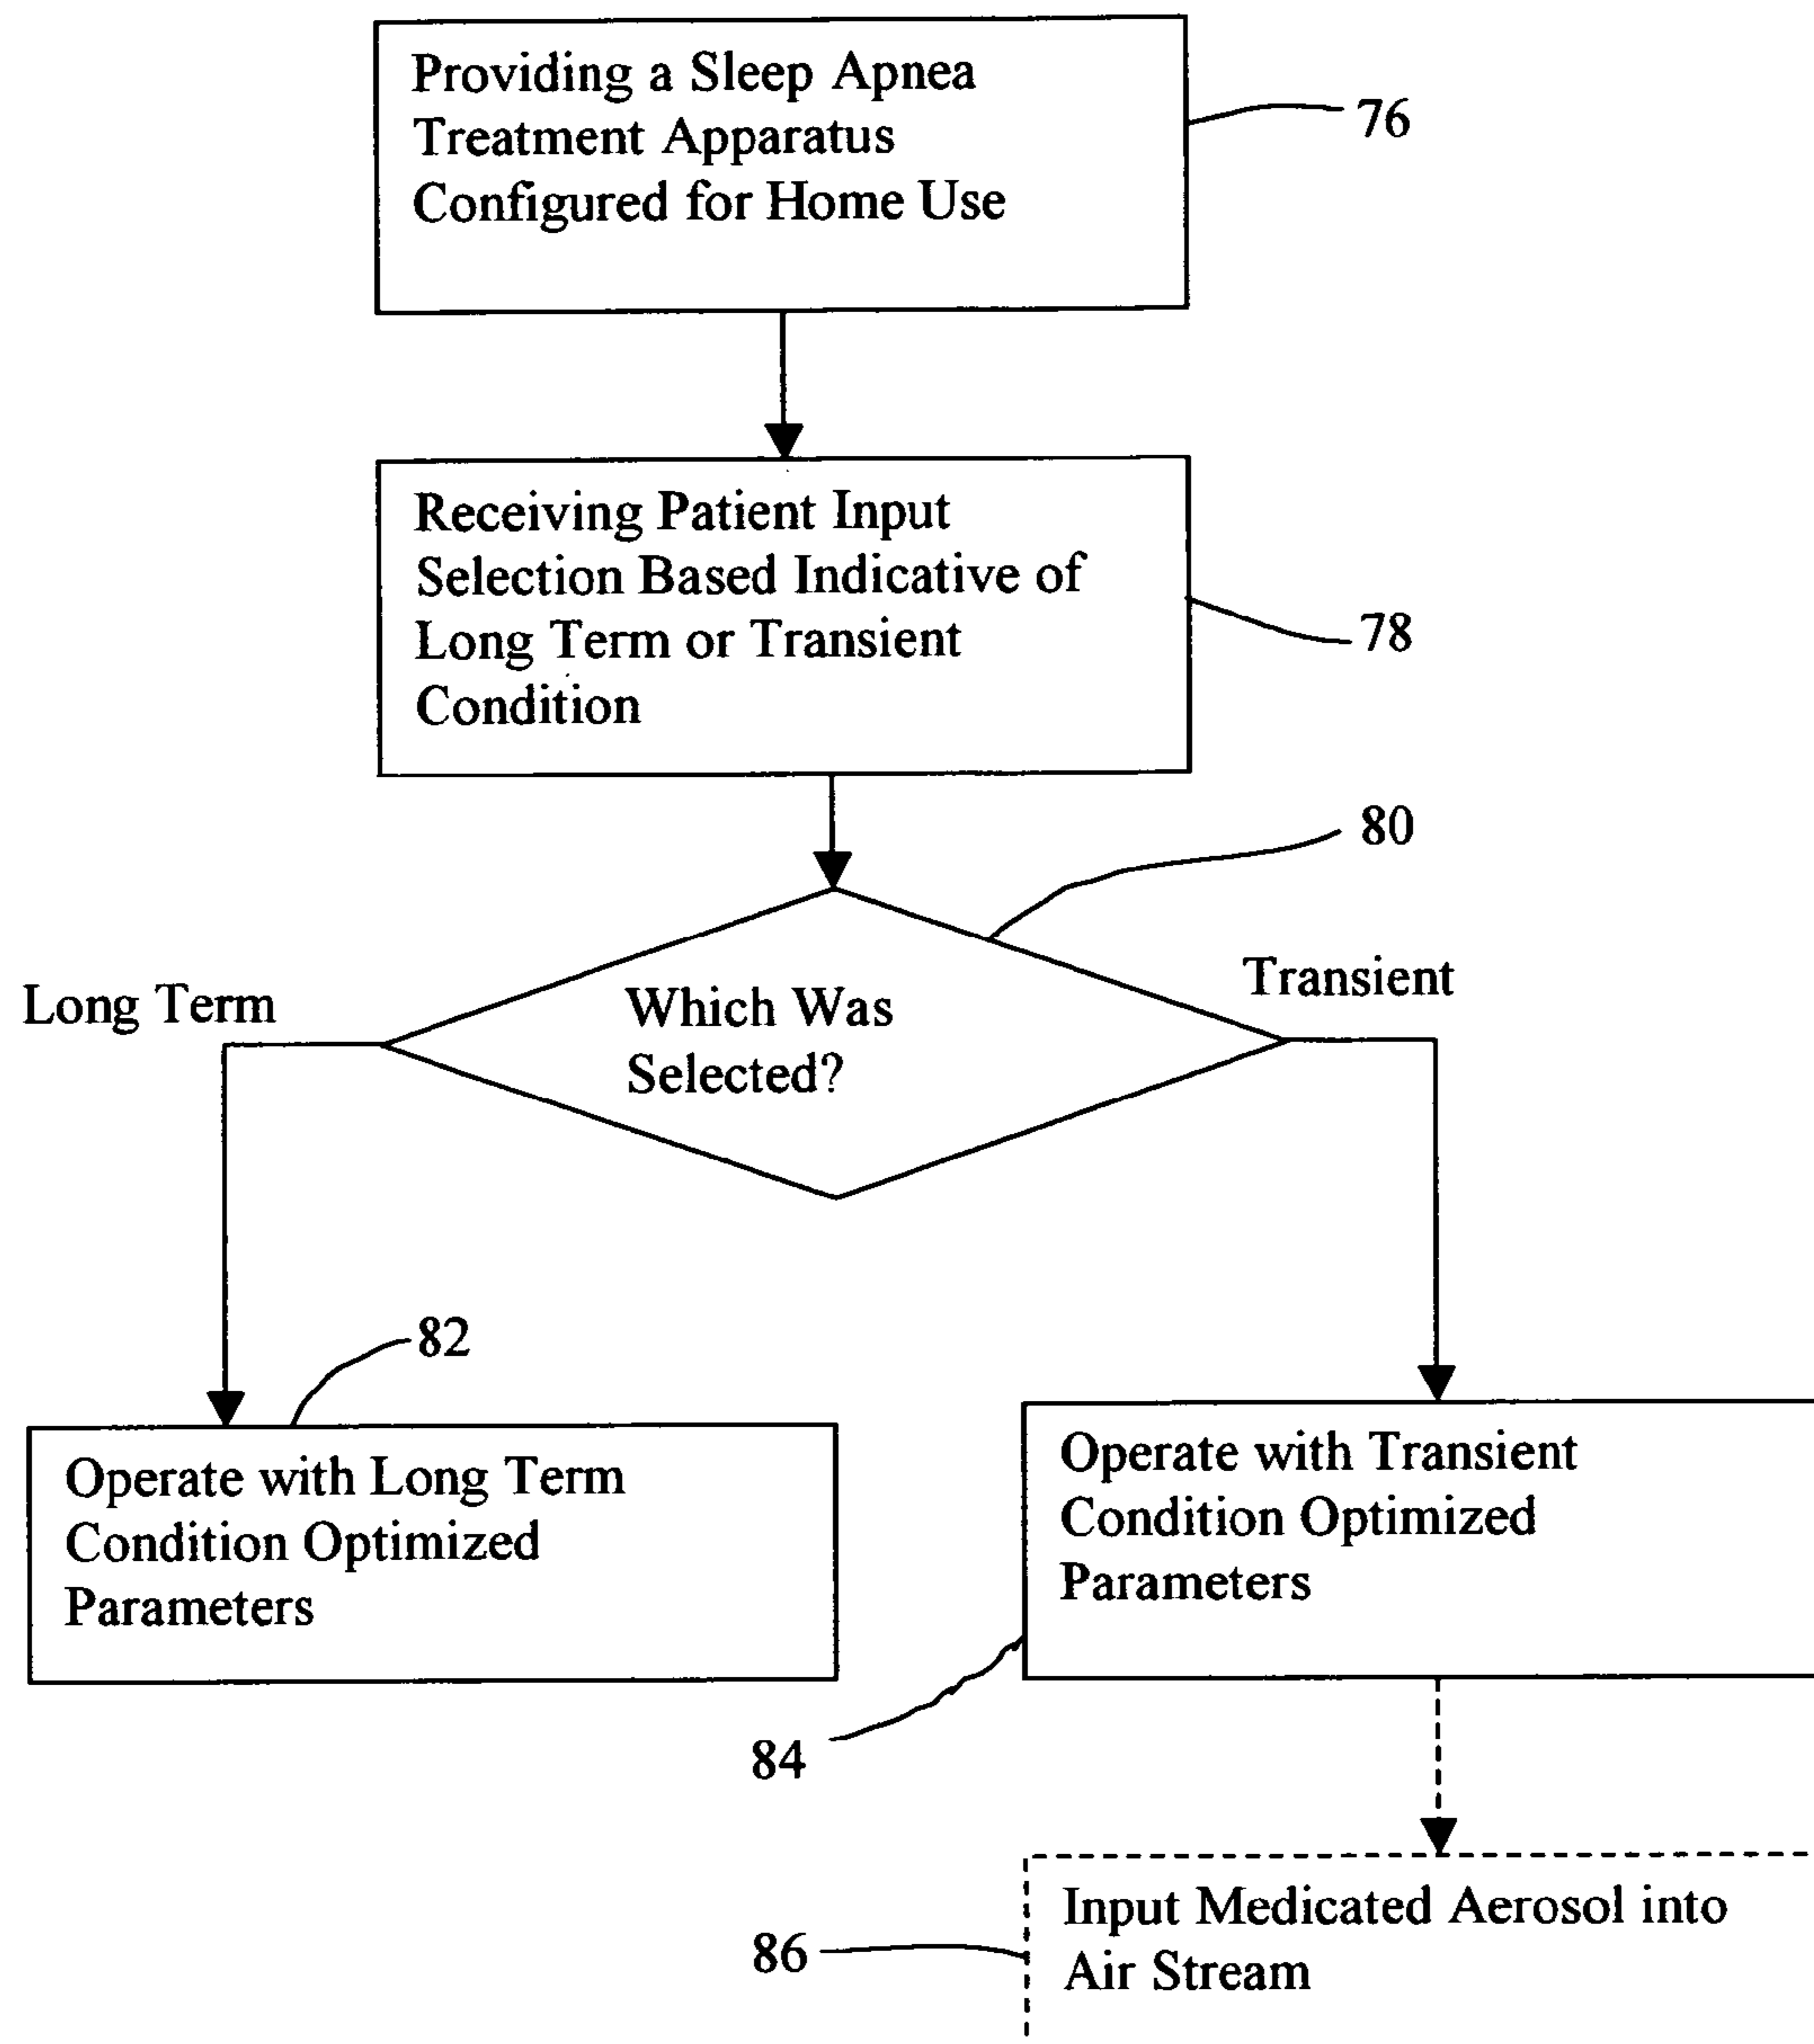 Providing a Sleep Apnea
Treatment Apparatus
Configured for Home Use
76
Receiving Patient Input
Selection Based Indicative of
Long Term or Transient
Condition
78
80
Long Term
Which Was
Selected?
Transient
82
Operate with Long Term
Condition Optimized
Parameters
Operate with Transient
Condition Optimized
Parameters
84
Input Medicated Aerosol into
Air Stream
86